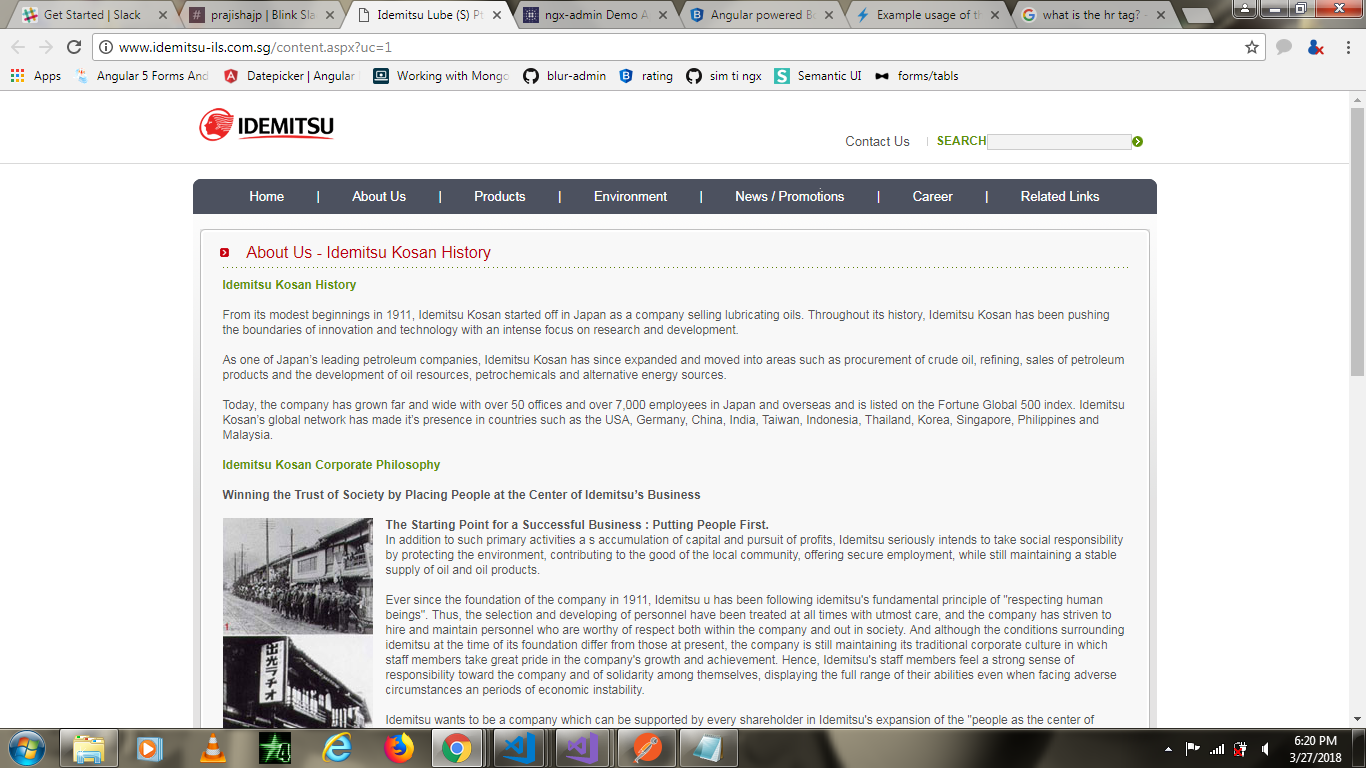 Get Started | Slack
prajishajp | Blink Sla
Idemitsu Lube (S) Pt
ngx-admin Demo A
Angular powered Bo
Example usage of th
what is the hr tag? -
www.idemitsu-ils.com.sg/content.aspx?uc=1
Apps
Angular 5 Forms And
Datepicker | Angular
Working with Mongo
blur-admin
rating
sim ti ngx
Semantic UI
forms/tabls
IDEMITSU
Contact Us
SEARCH
Home | About Us | Products | Environment | News / Promotions | Career | Related Links
About Us - Idemitsu Kosan History
Idemitsu Kosan History
From its modest beginnings in 1911, Idemitsu Kosan started off in Japan as a company selling lubricating oils. Throughout its history, Idemitsu Kosan has been pushing
the boundaries of innovation and technology with an intense focus on research and development.
As one of Japan's leading petroleum companies, Idemitsu Kosan has since expanded and moved into areas such as procurement of crude oil, refining, sales of petroleum
products and the development of oil resources, petrochemicals and alternative energy sources.
Today, the company has grown far and wide with over 50 offices and over 7,000 employees in Japan and overseas and is listed on the Fortune Global 500 index. Idemitsu
Kosan's global network has made it's presence in countries such as the USA, Germany, China, India, Taiwan, Indonesia, Thailand, Korea, Singapore, Philippines and
Malaysia.
Idemitsu Kosan Corporate Philosophy
Winning the Trust of Society by Placing People at the Center of Idemitsu's Business
The Starting Point for a Successful Business : Putting People First.
In addition to such primary activities a s accumulation of capital and pursuit of profits, Idemitsu seriously intends to take social responsibility
by protecting the environment, contributing to the good of the local community, offering secure employment, while still maintaining a stable
supply of oil and oil products.
Ever since the foundation of the company in 1911, Idemitsu u has been following idemitsu's fundamental principle of "respecting human
beings". Thus, the selection and developing of personnel have been treated at all times with utmost care, and the company has striven to
hire and maintain personnel who are worthy of respect both within the company and out in society. And although the conditions surrounding
idemitsu at the time of its foundation differ from those at present, the company is still maintaining its traditional corporate culture in which
staff members take great pride in the company's growth and achievement. Hence, Idemitsu's staff members feel a strong sense of
responsibility toward the company and of solidarity among themselves, displaying the full range of their abilities even when facing adverse
circumstances an periods of economic instability.
Idemitsu wants to be a company which can be supported by every shareholder in Idemitsu's expansion of the "people as the center of
1.
出光ラヂオ
6:20 PM
3/27/2018